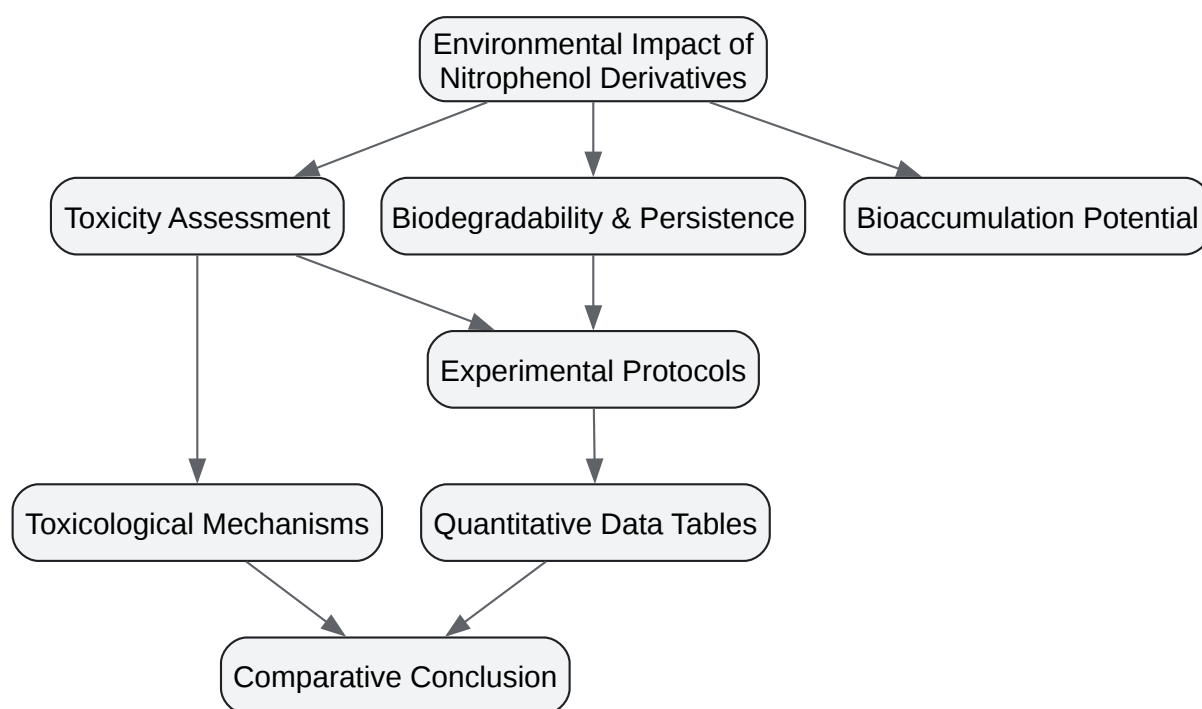 Environmental Impact of
Nitrophenol Derivatives
Toxicity Assessment
Biodegradability & Persistence
Bioaccumulation Potential
Experimental Protocols
Toxicological Mechanisms
Quantitative Data Tables
Comparative Conclusion